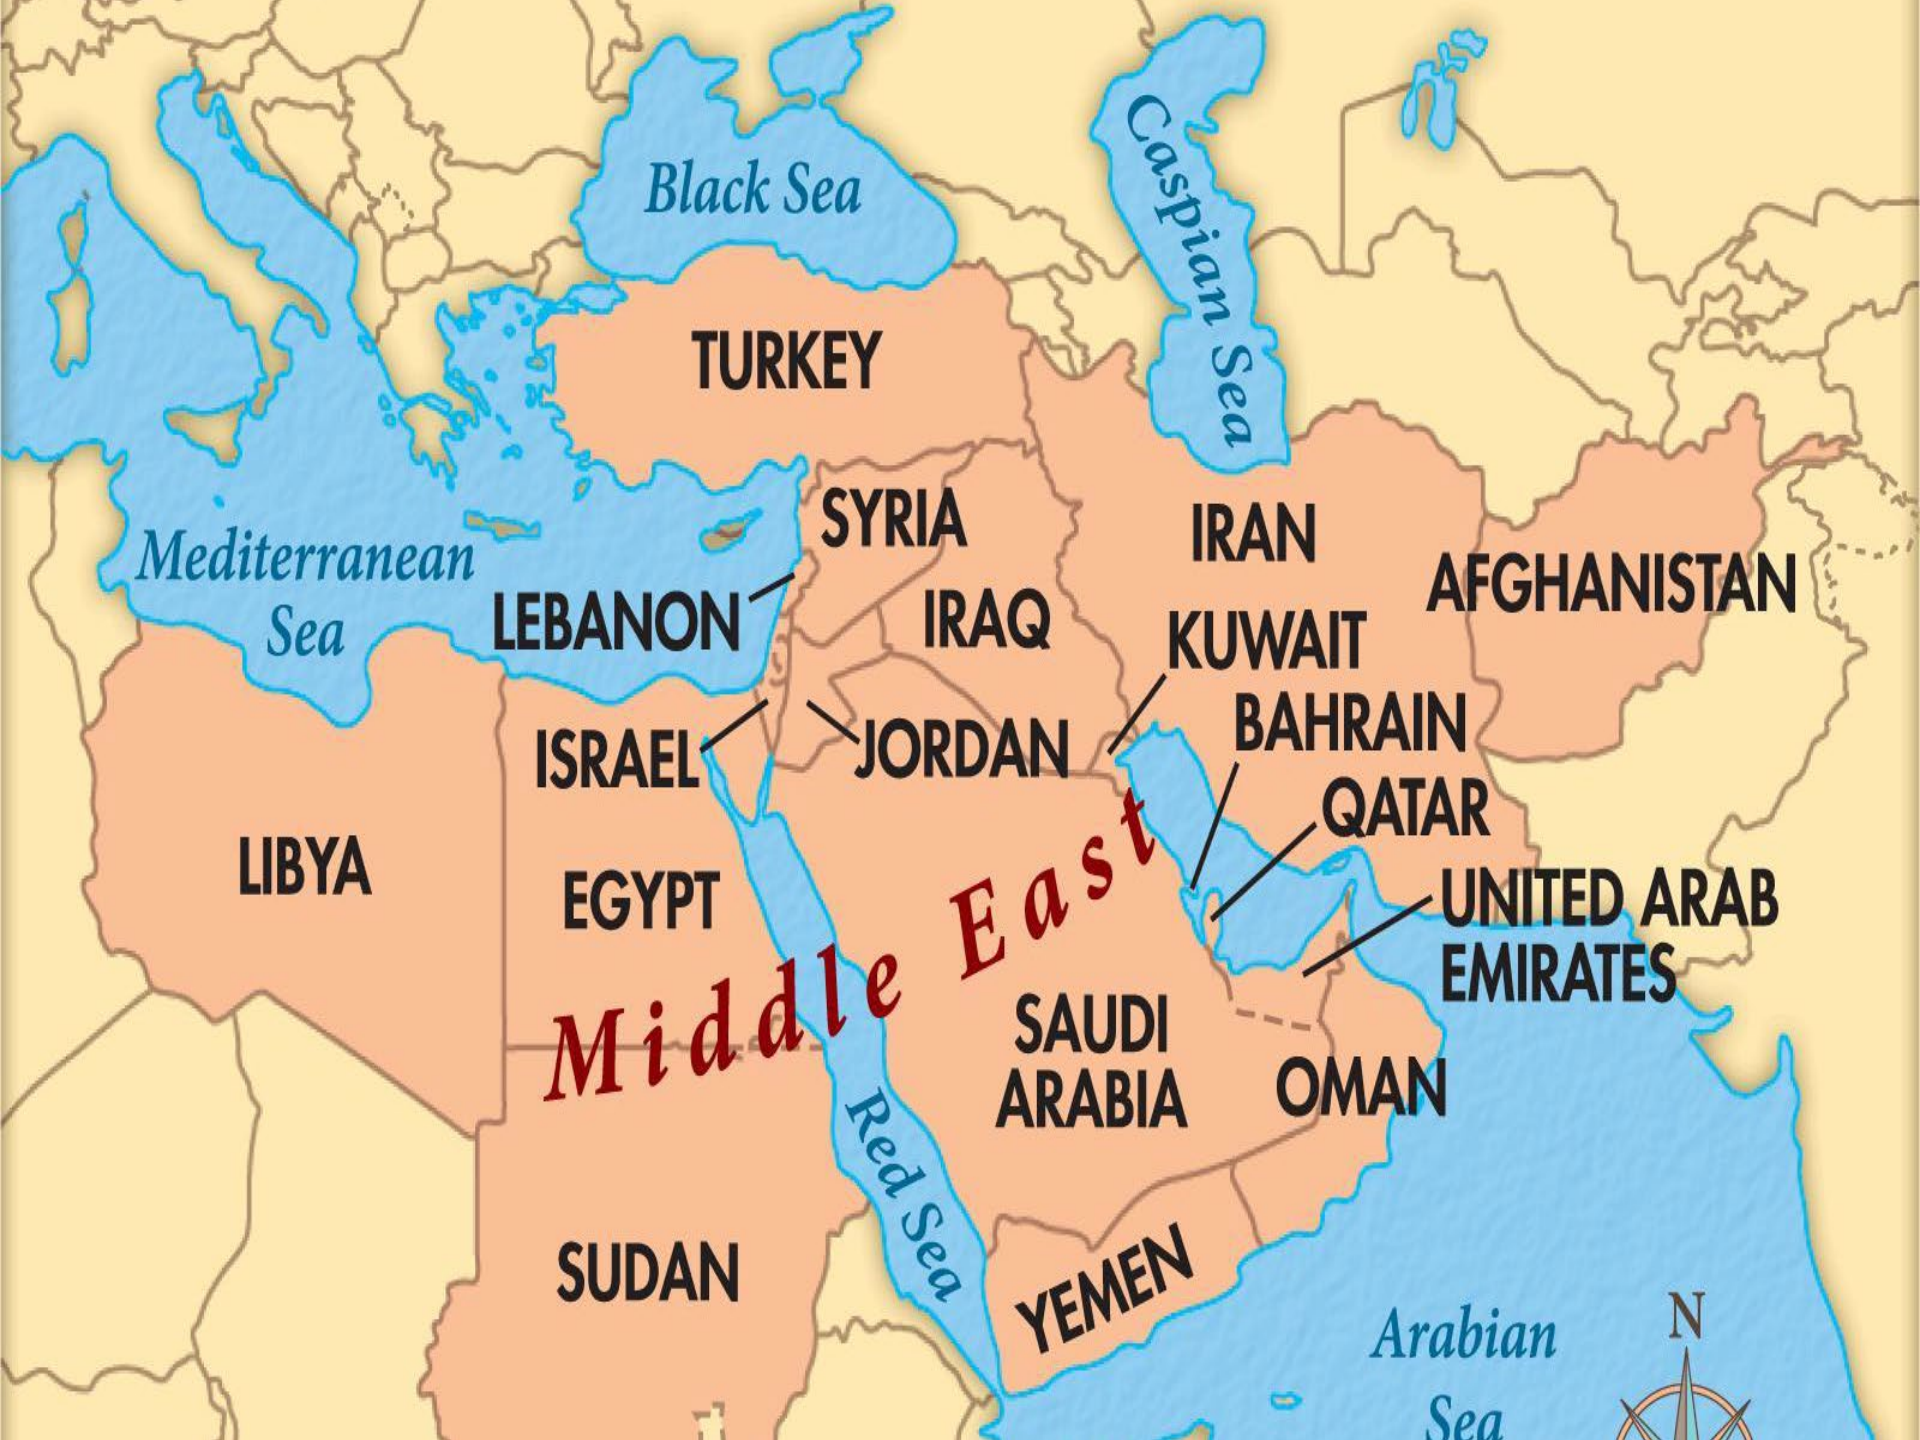 Black Sea
Caspian Sea
TURKEY
SYRIA
IRAN
Mediterranean
Sea
LEBANON
IRAQ
AFGHANISTAN
KUWAIT
BAHRAIN
ISRAEL
JORDAN
QATAR
LIBYA
EGYPT
Middle East
UNITED ARAB
EMIRATES
SAUDI
ARABIA
OMAN
Red Sea
SUDAN
YEMEN
N
Arabian
Sea